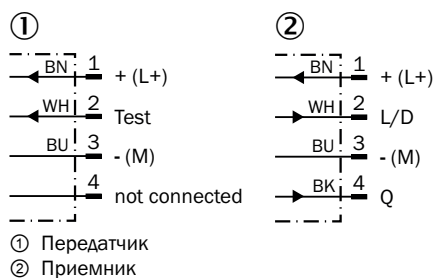 ①
BN 1 + (L+)
WH 2 Test
BU 3 - (M)
4 not connected
②
BN 1 + (L+)
WH 2 L/D
BU 3 - (M)
BK 4 Q
① Передатчик
② Приемник